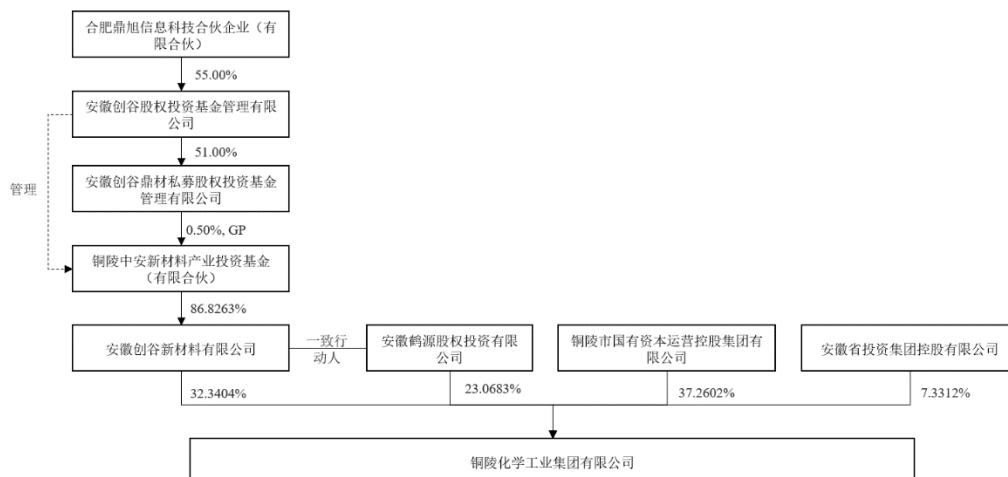 合肥鼎旭信息科技合伙企业（有
限合伙）
55.00%
安徽创谷股权投资基金管理有限
公司
51.00%
管理
安徽创谷鼎材私募股权投资基金
管理有限公司
0.50%, GP
铜陵中安新材料产业投资基金
（有限合伙）
86.8263%
安徽创谷新材料有限公司
一致行
动人
安徽鹤源股权投资有限
公司
铜陵市国有资本运营控股集团有
限公司
安徽省投资集团控股有限公司
32.3404%
23.0683%
37.2602%
7.3312%
铜陵化学工业集团有限公司